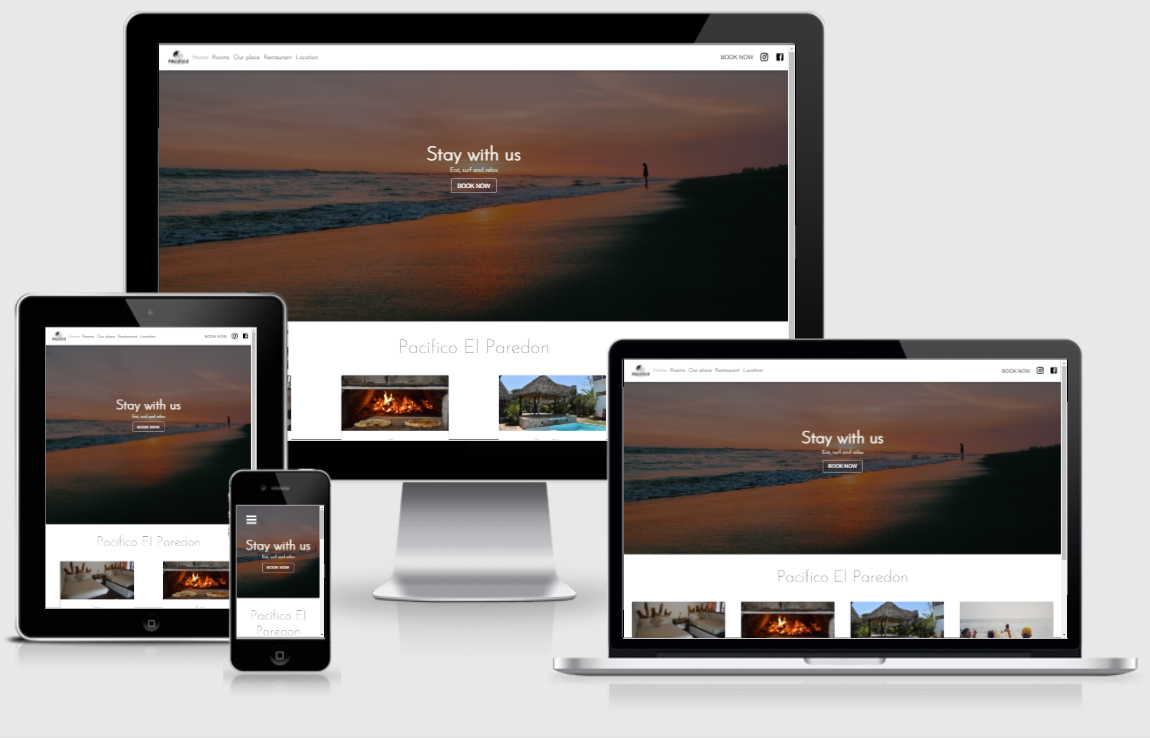 PACIFICO
Home Rooms Our place Restaurant Location
BOOK NOW
Stay with us
Eat, surf and relax
BOOK NOW
Pacifico El Paredon
PACIFICO
Home Rooms Our place Restaurant Location
BOOK NOW
Stay with us
Eat, surf and relax
BOOK NOW
Pacifico El Paredon
Stay with us
Eat, surf and relax
BOOK NOW
Pacifico El
Paredon
PACIFICO
Home Rooms Our place Restaurant Location
BOOK NOW
Stay with us
Eat, surf and relax
BOOK NOW
Pacifico El Paredon